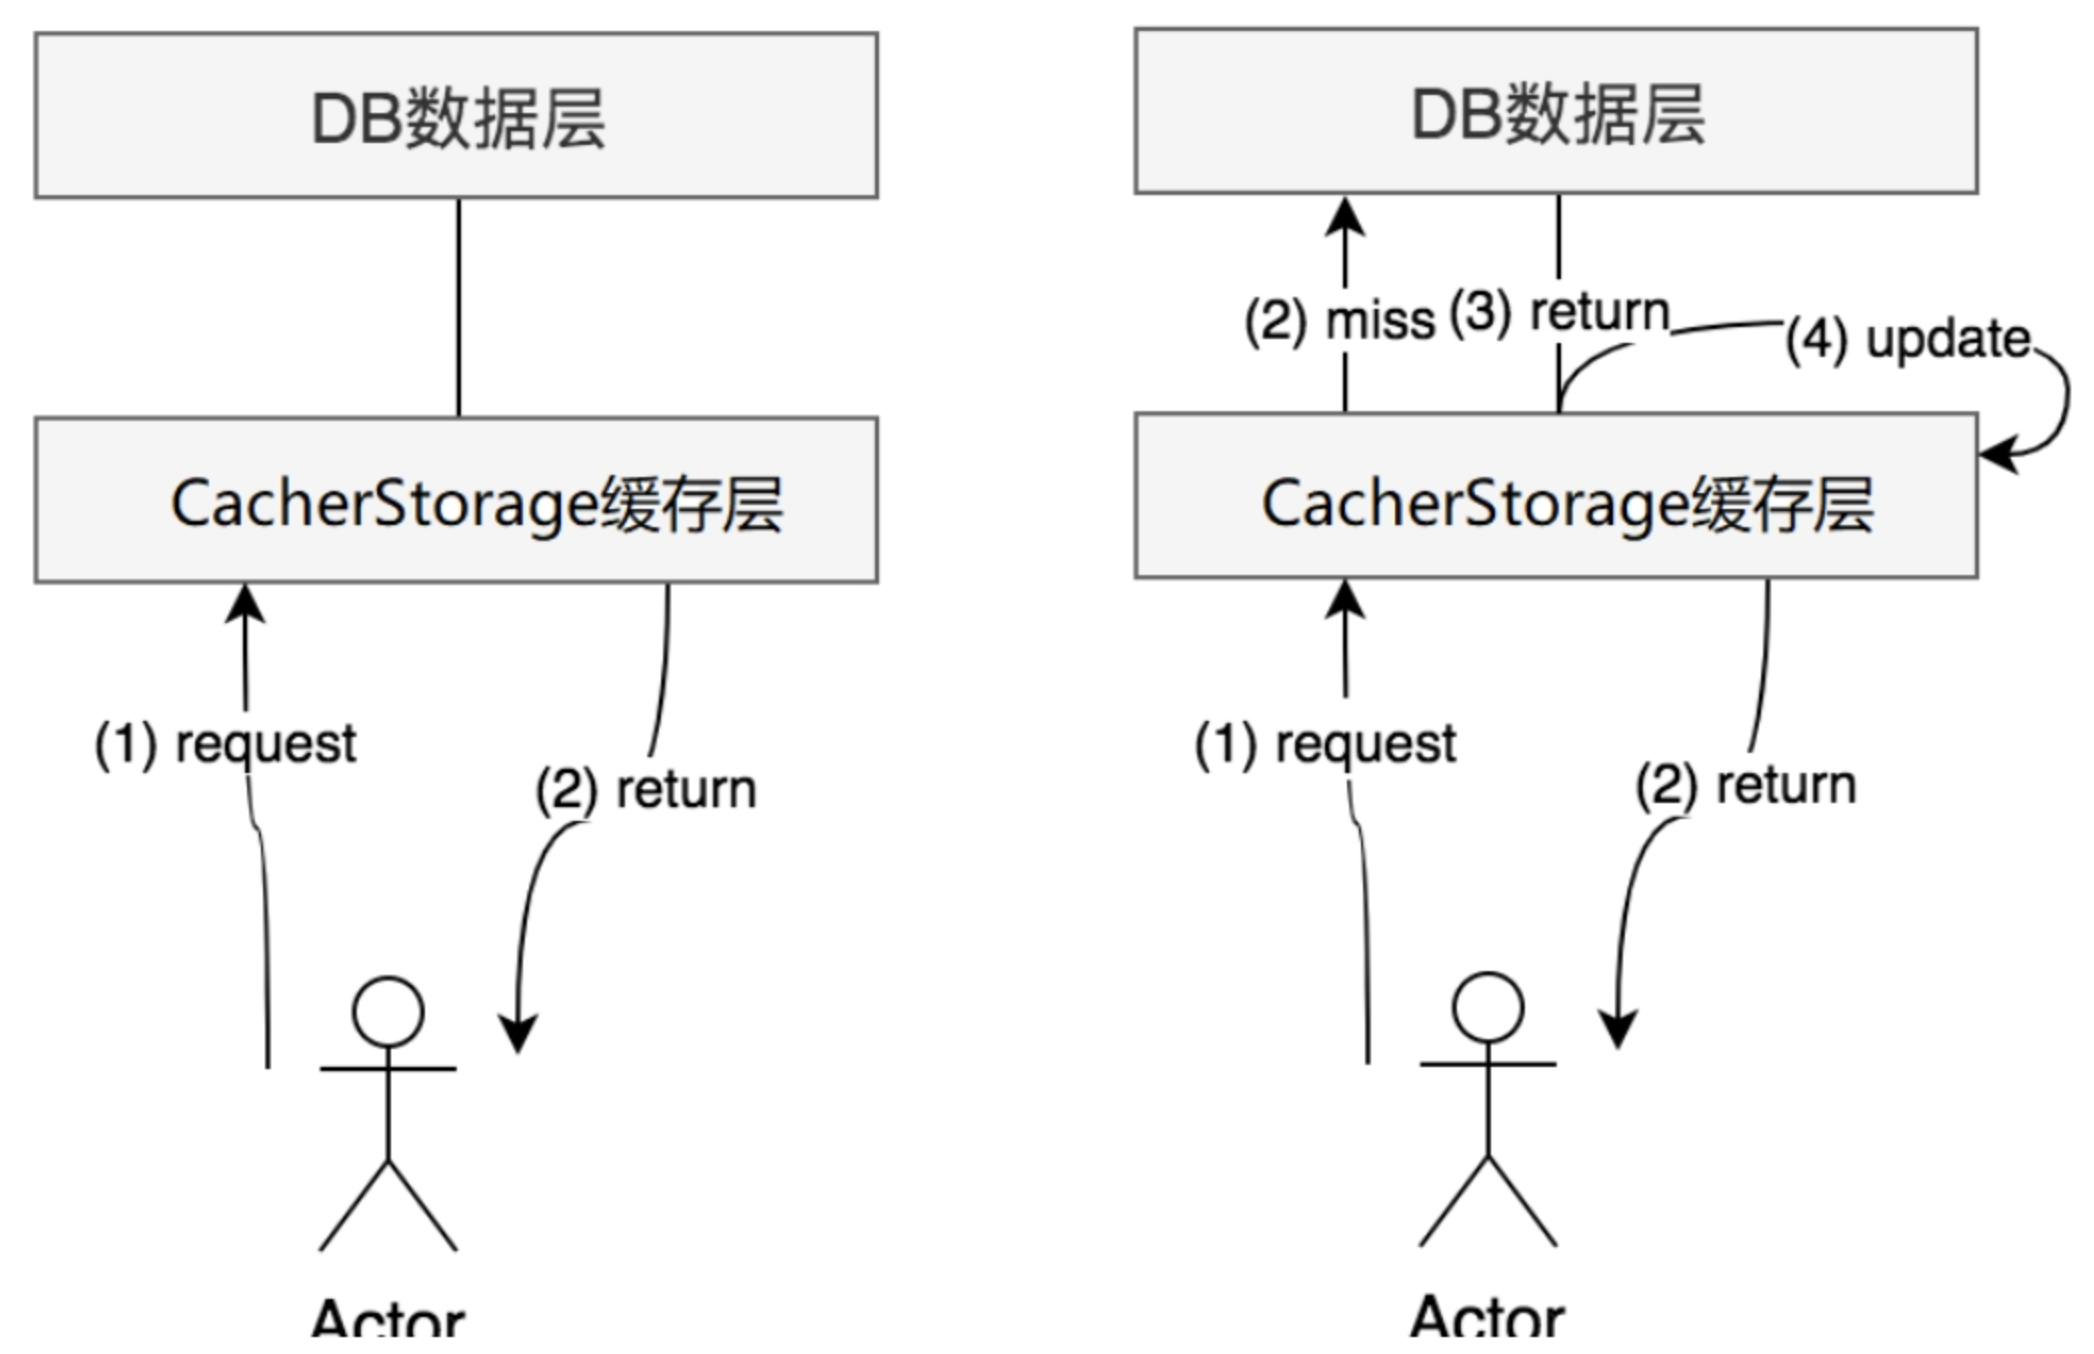 DB数据层
CacherStorage缓存层
(1) request
(2) return
Actor
DB数据层
(2) miss
(3) return
(4) update
CacherStorage缓存层
(1) request
(2) return
Actor